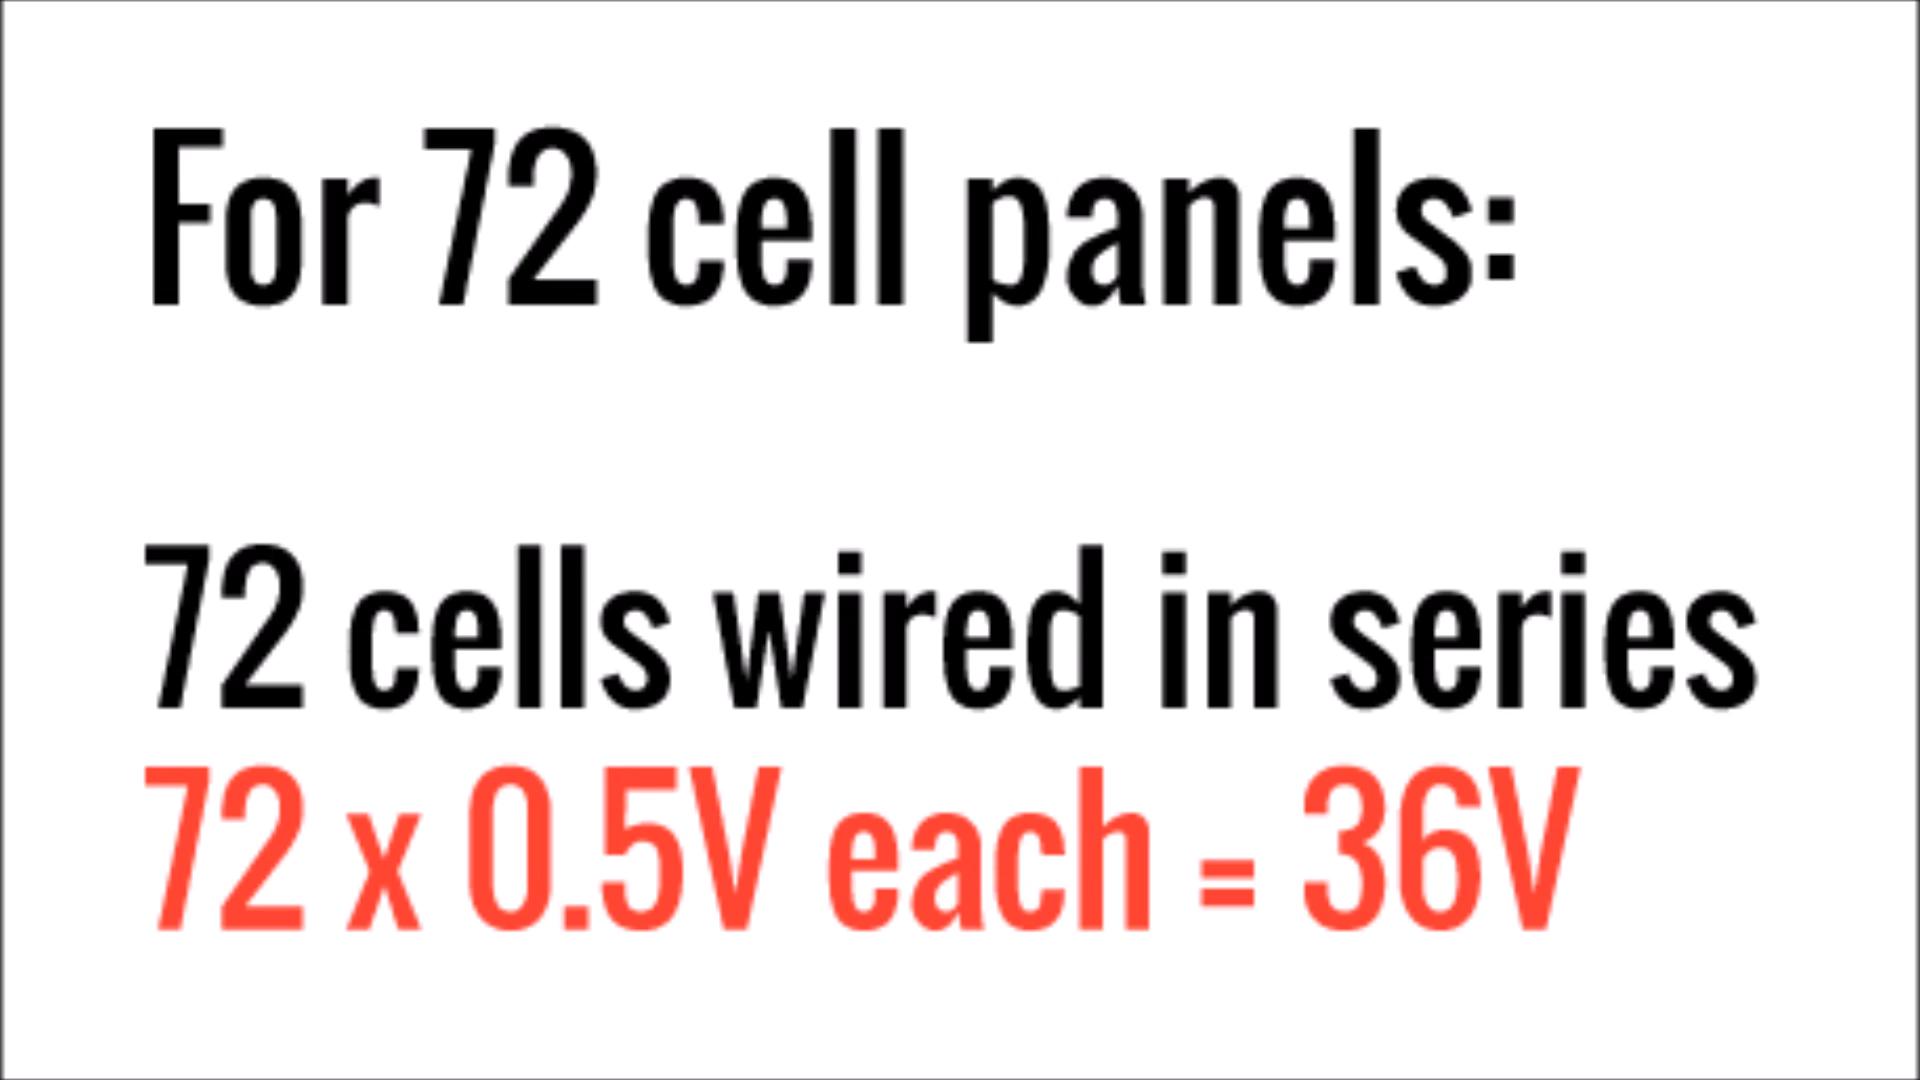 For 72 cell panels:
72 cells wired in series
72 x 0.5V each = 36V